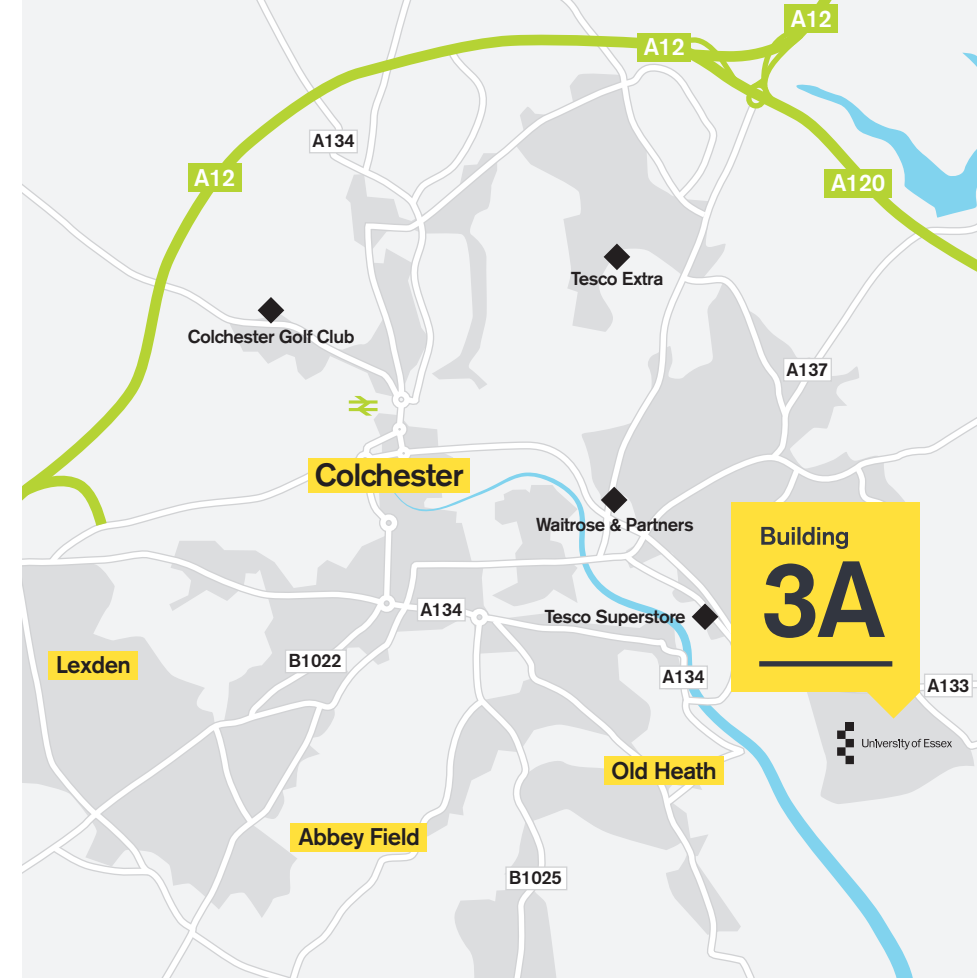 A12
A12
A134
A12
A120
Tesco Extra
Colchester Golf Club
A137
Colchester
Waitrose & Partners
Building
3A
A134
Tesco Superstore
B1022
Lexden
A134
A133
University of Essex
Old Heath
Abbey Field
B1025